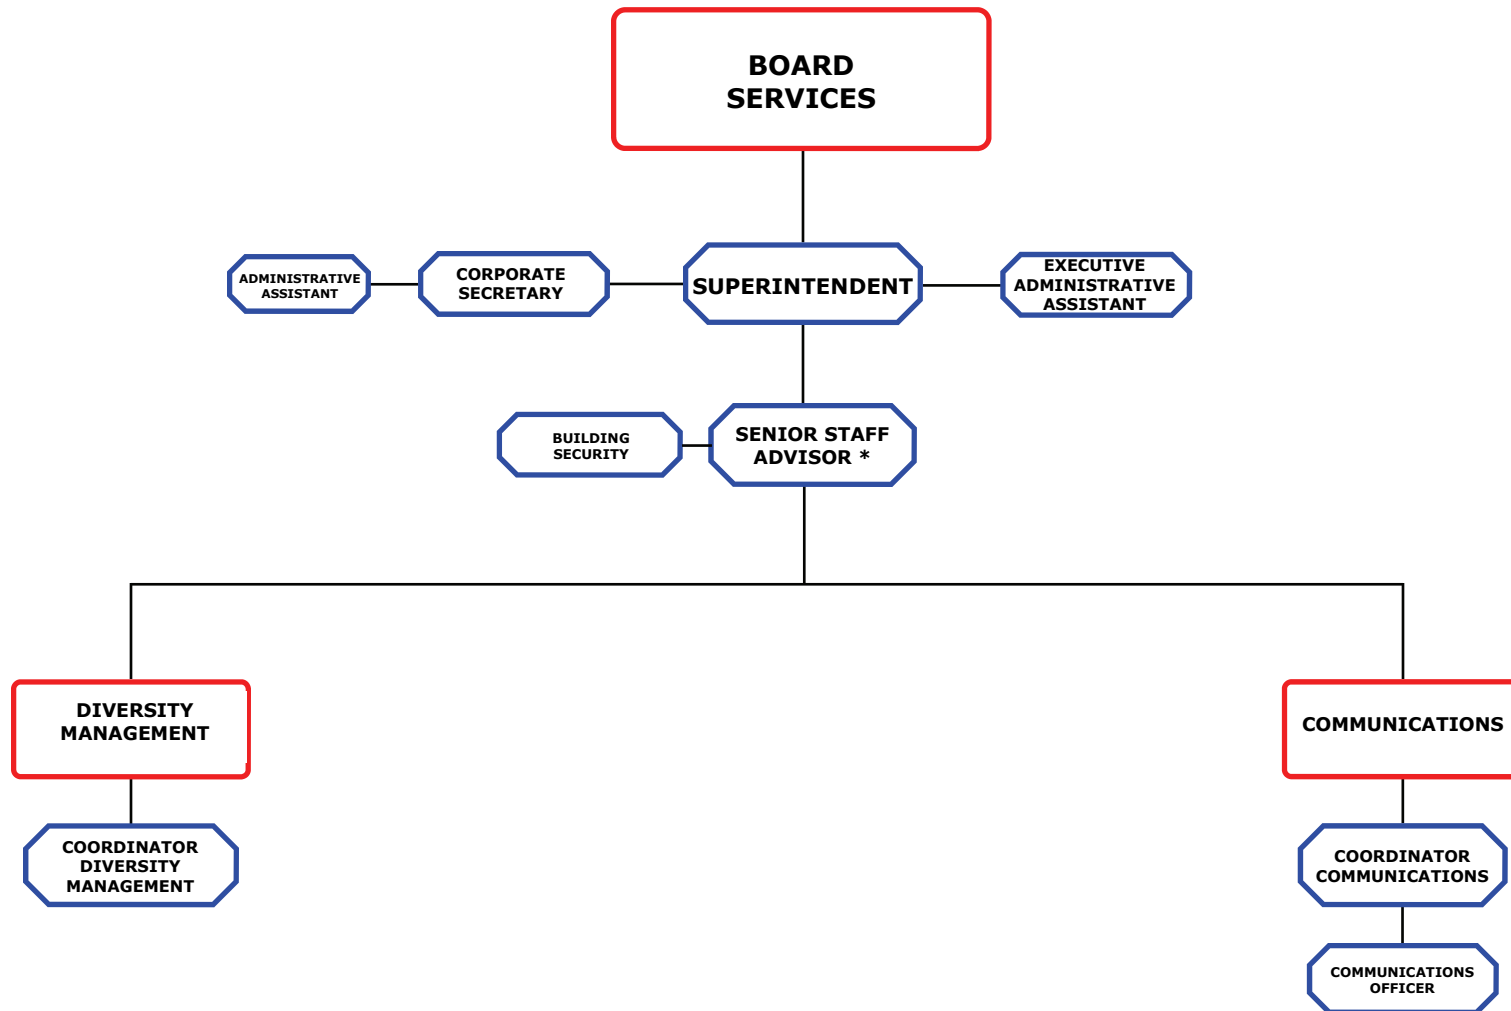 BOARD
SERVICES
ADMINISTRATIVE
ASSISTANT
CORPORATE
SECRETARY
SUPERINTENDENT
EXECUTIVE
ADMINISTRATIVE
ASSISTANT
BUILDING
SECURITY
SENIOR STAFF
ADVISOR *
DIVERSITY
MANAGEMENT
COMMUNICATIONS
COORDINATOR
DIVERSITY
MANAGEMENT
COORDINATOR
COMMUNICATIONS
COMMUNICATIONS
OFFICER